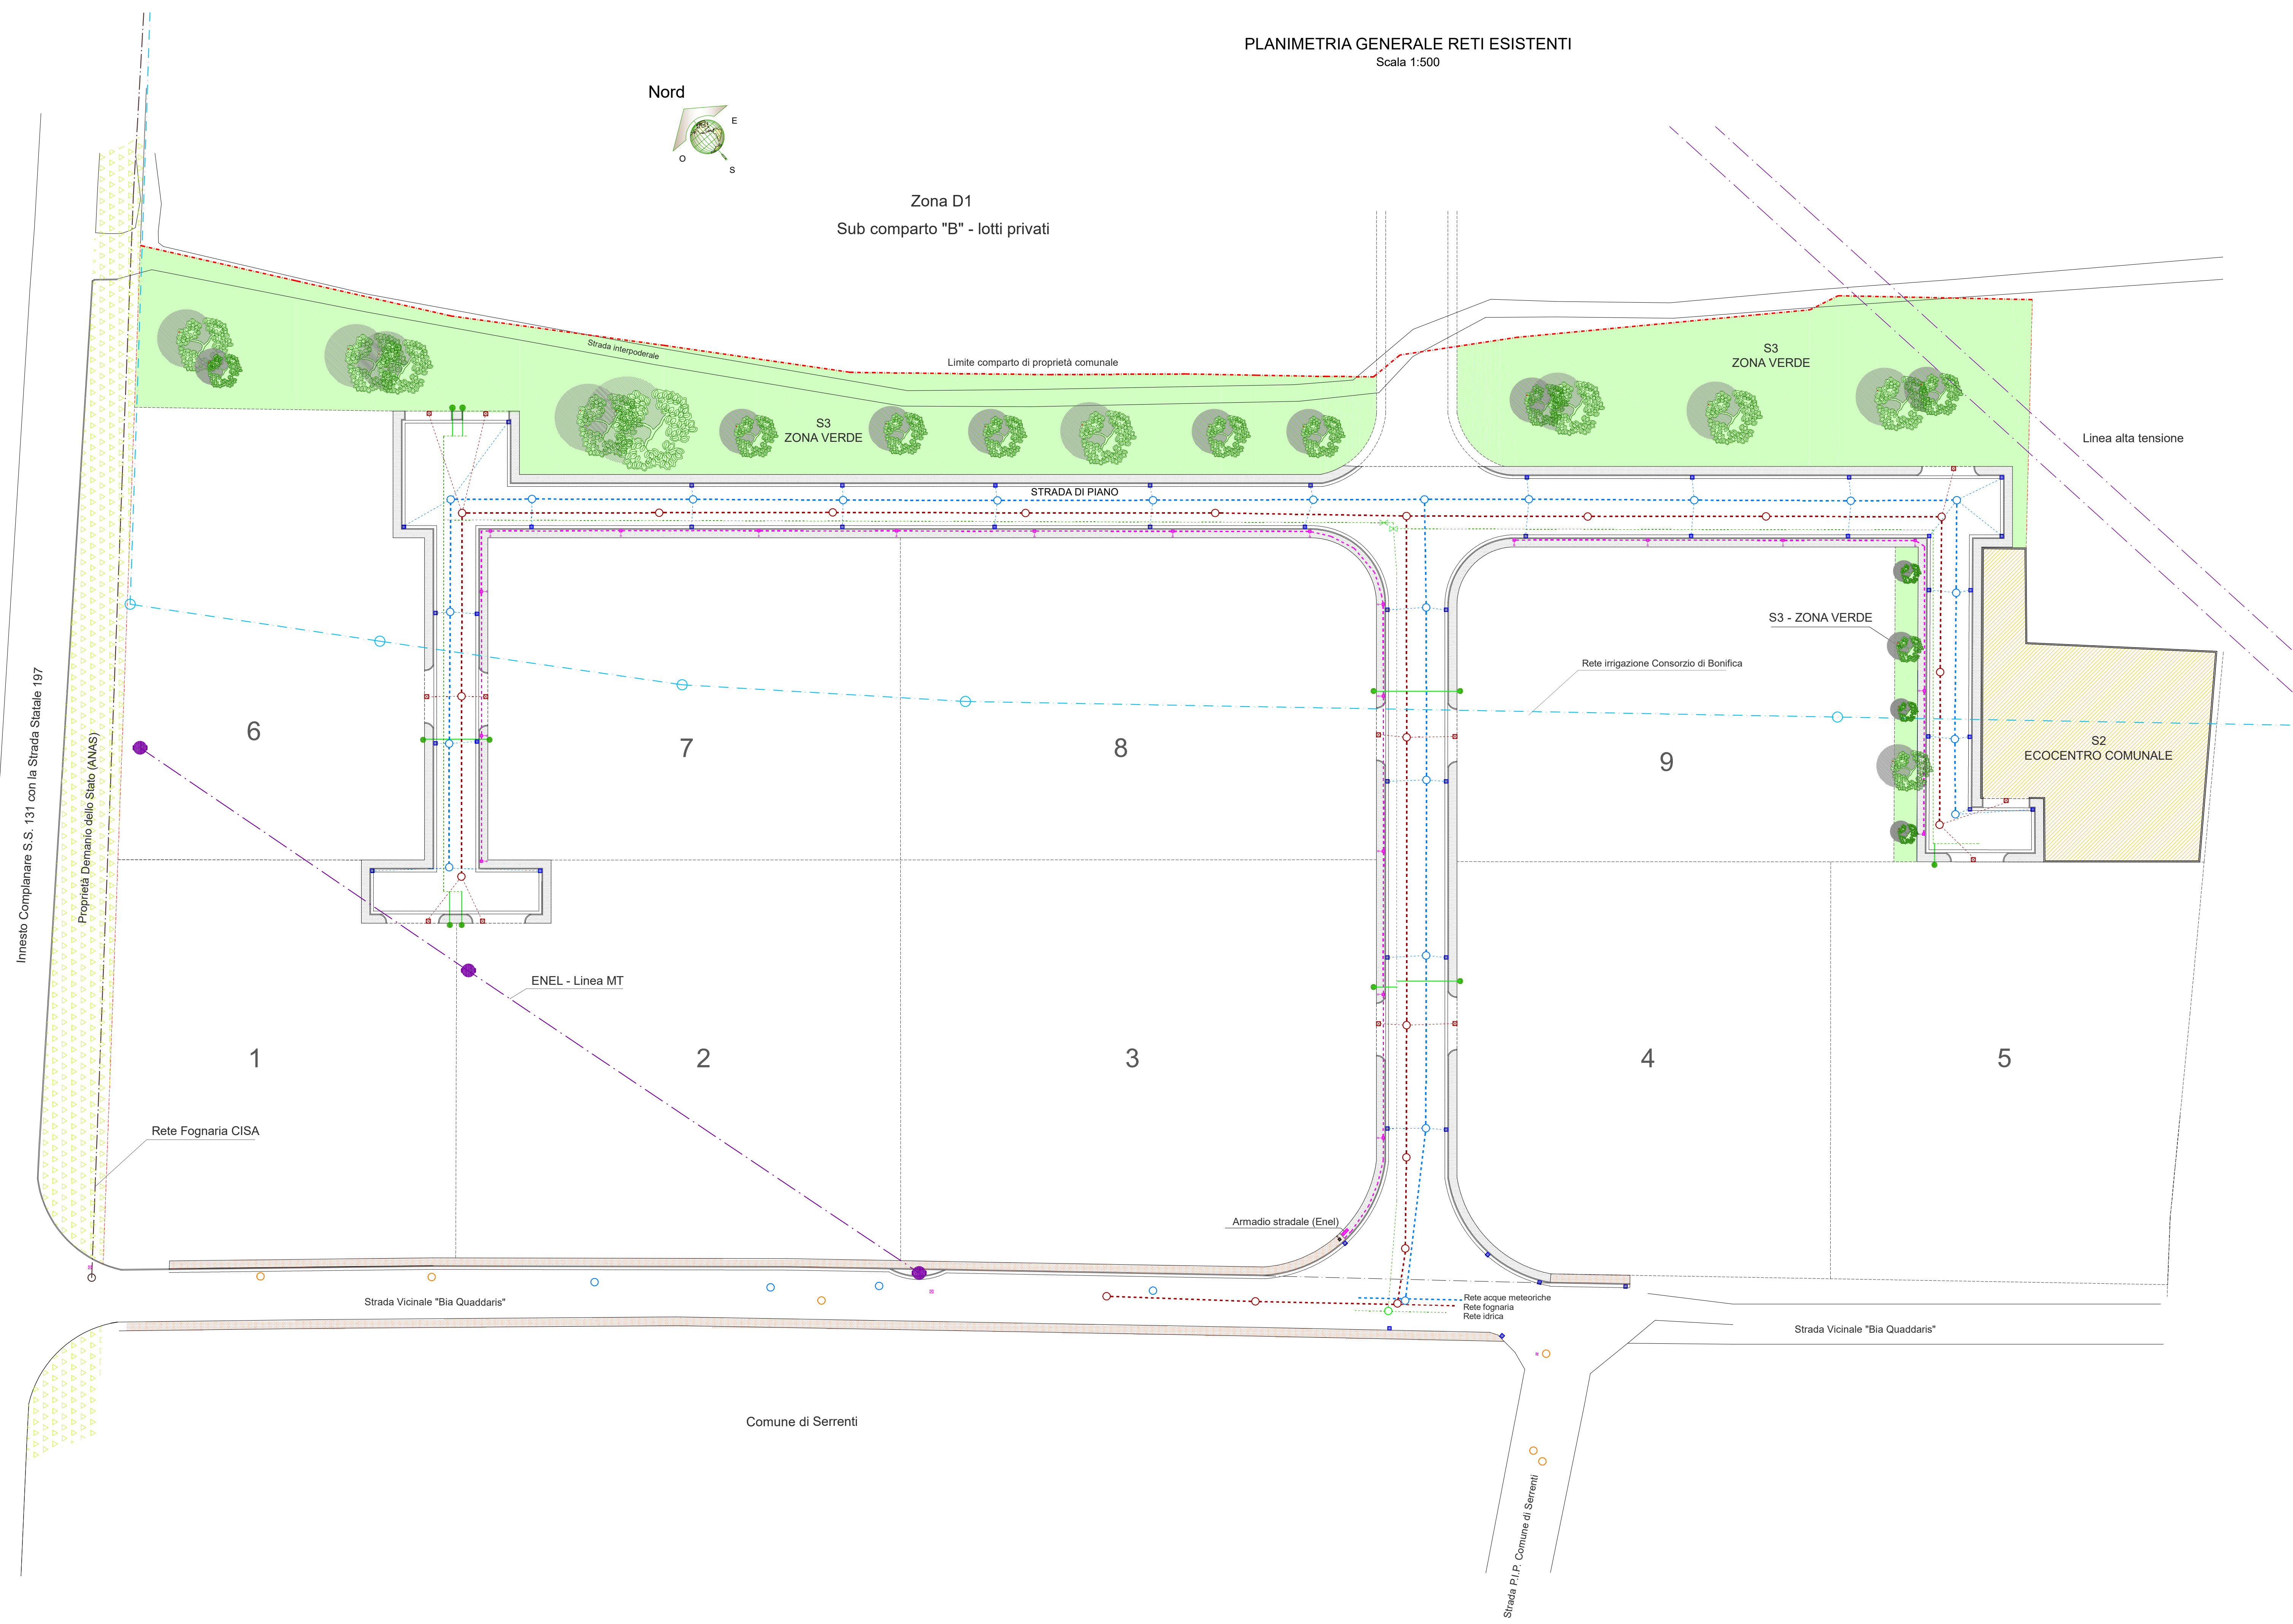 PLANIMETRIA GENERALE RETI ESISTENTI
Scala 1:500
Nord
E
O
S
Zona D1
Sub comparto "B" - lotti privati
Strada interpoderale
Limite comparto di proprietà comunale
S3
ZONA VERDE
S3
ZONA VERDE
Linea alta tensione
STRADA DI PIANO
S3 - ZONA VERDE
Rete irrigazione Consorzio di Bonifica
Innesto Complanare S.S. 131 con la Strada Statale 197
Proprietà Demanio dello Stato (ANAS)
6
7
8
9
S2
ECOCENTRO COMUNALE
ENEL - Linea MT
1
2
3
4
5
Rete Fognaria CISA
Armadio stradale (Enel)
Strada Vicinale "Bia Quaddaris"
Rete acque meteoriche
Rete fognaria
Rete idrica
Strada Vicinale "Bia Quaddaris"
Comune di Serrenti
Strada P.I.P. Comune di Serrenti